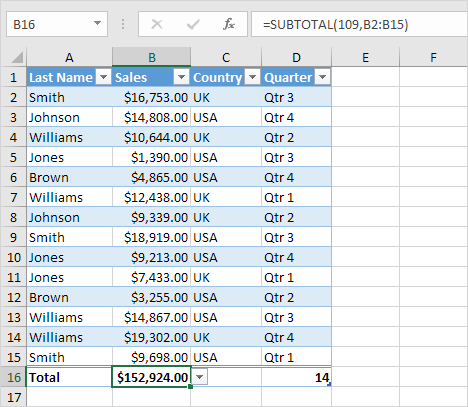 B16 fx =SUBTOTAL(109,B2:B15)
A B C D E F
1 Last Name Sales Country Quarter
2 Smith $16,753.00 UK Qtr 3
3 Johnson $14,808.00 USA Qtr 4
4 Williams $10,644.00 UK Qtr 2
5 Jones $1,390.00 USA Qtr 3
6 Brown $4,865.00 USA Qtr 4
7 Williams $12,438.00 UK Qtr 1
8 Johnson $9,339.00 UK Qtr 2
9 Smith $18,919.00 USA Qtr 3
10 Jones $9,213.00 USA Qtr 4
11 Jones $7,433.00 UK Qtr 1
12 Brown $3,255.00 USA Qtr 2
13 Williams $14,867.00 USA Qtr 3
14 Williams $19,302.00 UK Qtr 4
15 Smith $9,698.00 USA Qtr 1
16 Total $152,924.00 14
17